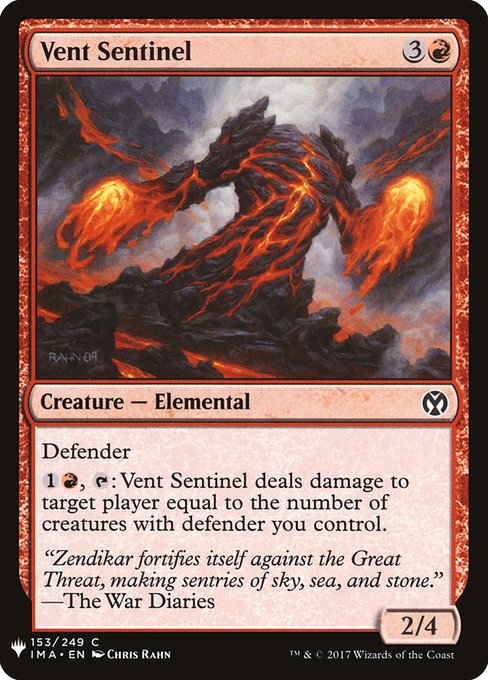 Vent Sentinel 3
RAHN 09
Creature — Elemental
Defender
1 , : Vent Sentinel deals damage to
target player equal to the number of
creatures with defender you control.
“Zendikar fortifies itself against the Great
Threat, making sentries of sky, sea, and stone.”
—The War Diaries
2/4
153/249 C
IMA • EN Chris Rahn
™ & © 2017 Wizards of the Coast